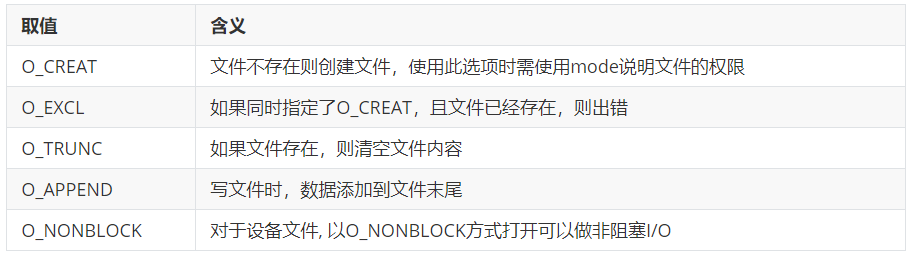 取值 含义
O_CREAT 文件不存在则创建文件，使用此选项时需使用mode说明文件的权限
O_EXCL 如果同时指定了O_CREAT，且文件已经存在，则出错
O_TRUNC 如果文件存在，则清空文件内容
O_APPEND 写文件时，数据添加到文件末尾
O_NONBLOCK 对于设备文件, 以O_NONBLOCK方式打开可以做非阻塞I/O